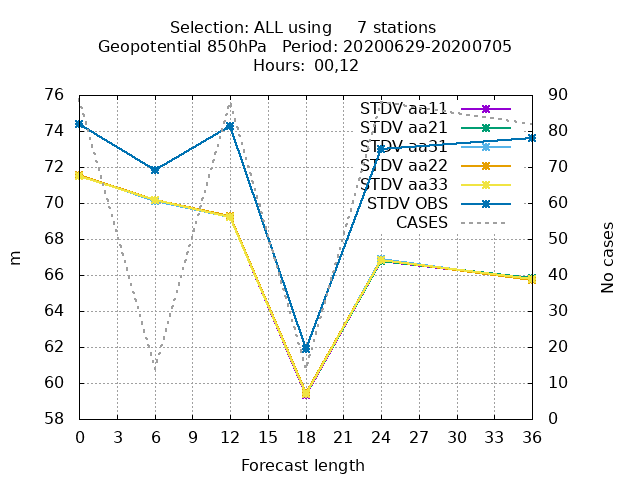 Selection: ALL using     7 stations
Geopotential 850hPa   Period: 20200629-20200705
Hours:  00,12
76
74
72
70
68
66
64
62
60
58
m
90
80
70
60
50
40
30
20
10
0
No cases
STDV aa11
STDV aa21
STDV aa31
STDV aa22
STDV aa33
STDV OBS
CASES
0 3 6 9 12 15 18 21 24 27 30 33 36
Forecast length